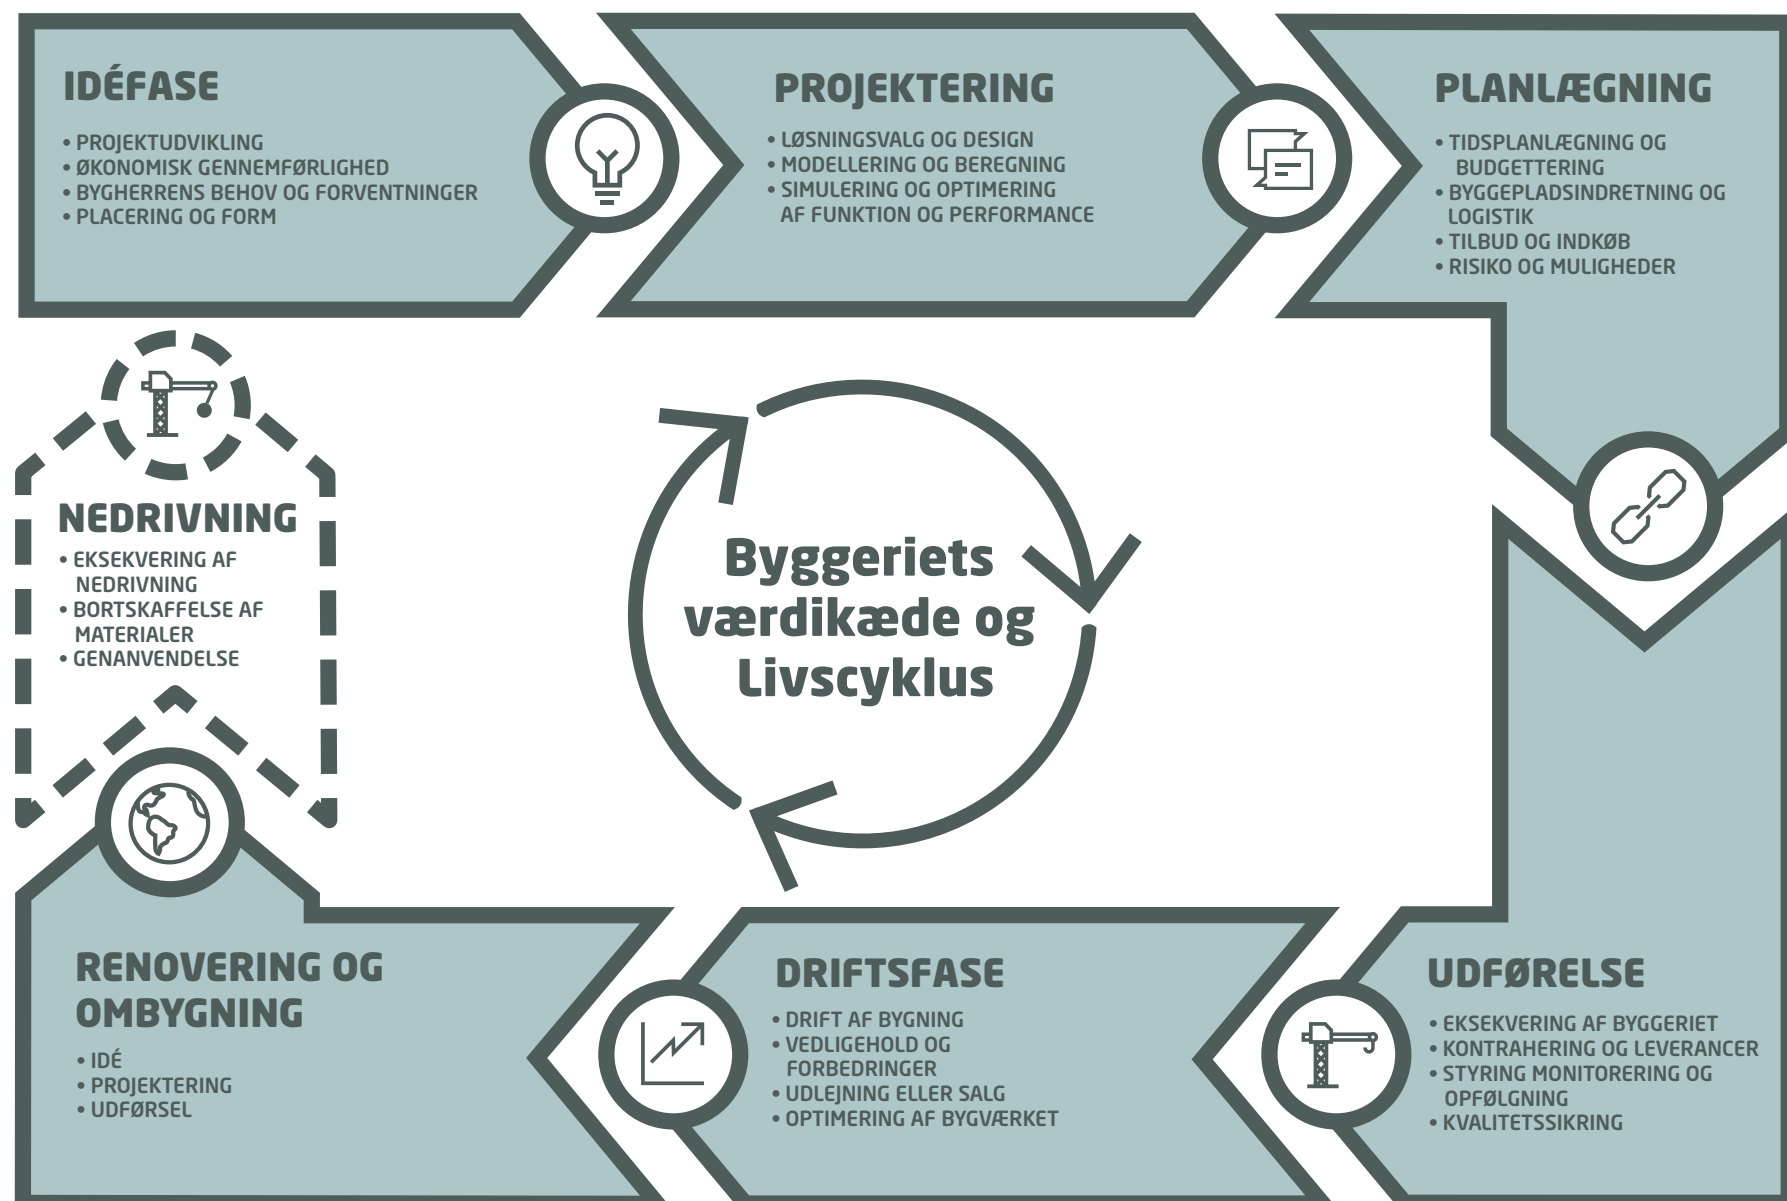 IDÉFASE
• PROJEKTUDVIKLING
• ØKONOMISK GENNEMFØRLIGHED
• BYGHERRENS BEHOV OG FORVENTNINGER
• PLACERING OG FORM
PROJEKTERING
• LØSNINGSVALG OG DESIGN
• MODELLERING OG BEREGNING
• SIMULERING OG OPTIMERING
AF FUNKTION OG PERFORMANCE
PLANLÆGNING
• TIDSPLANLÆGNING OG
BUDGETTERING
• BYGGEPLADSINDRETNING OG
LOGISTIK
• TILBUD OG INDKØB
• RISIKO OG MULIGHEDER
NEDRIVNING
• EKSEKVERING AF
NEDRIVNING
• BORTSKAFFELSE AF
MATERIALER
• GENANVENDELSE
Byggeriets
værdikæde og
Livscyklus
RENOVERING OG
OMBYGNING
• IDÉ
• PROJEKTERING
• UDFØRSEL
DRIFTSFASE
• DRIFT AF BYGNING
• VEDLIGEHOLD OG
FORBEDRINGER
• UDLEJNING ELLER SALG
• OPTIMERING AF BYGVÆRKET
UDFØRELSE
• EKSEKVERING AF BYGGERIET
• KONTRAHERING OG LEVERANCER
• STYRING MONITORERING OG
OPFØLGNING
• KVALITETSSIKRING